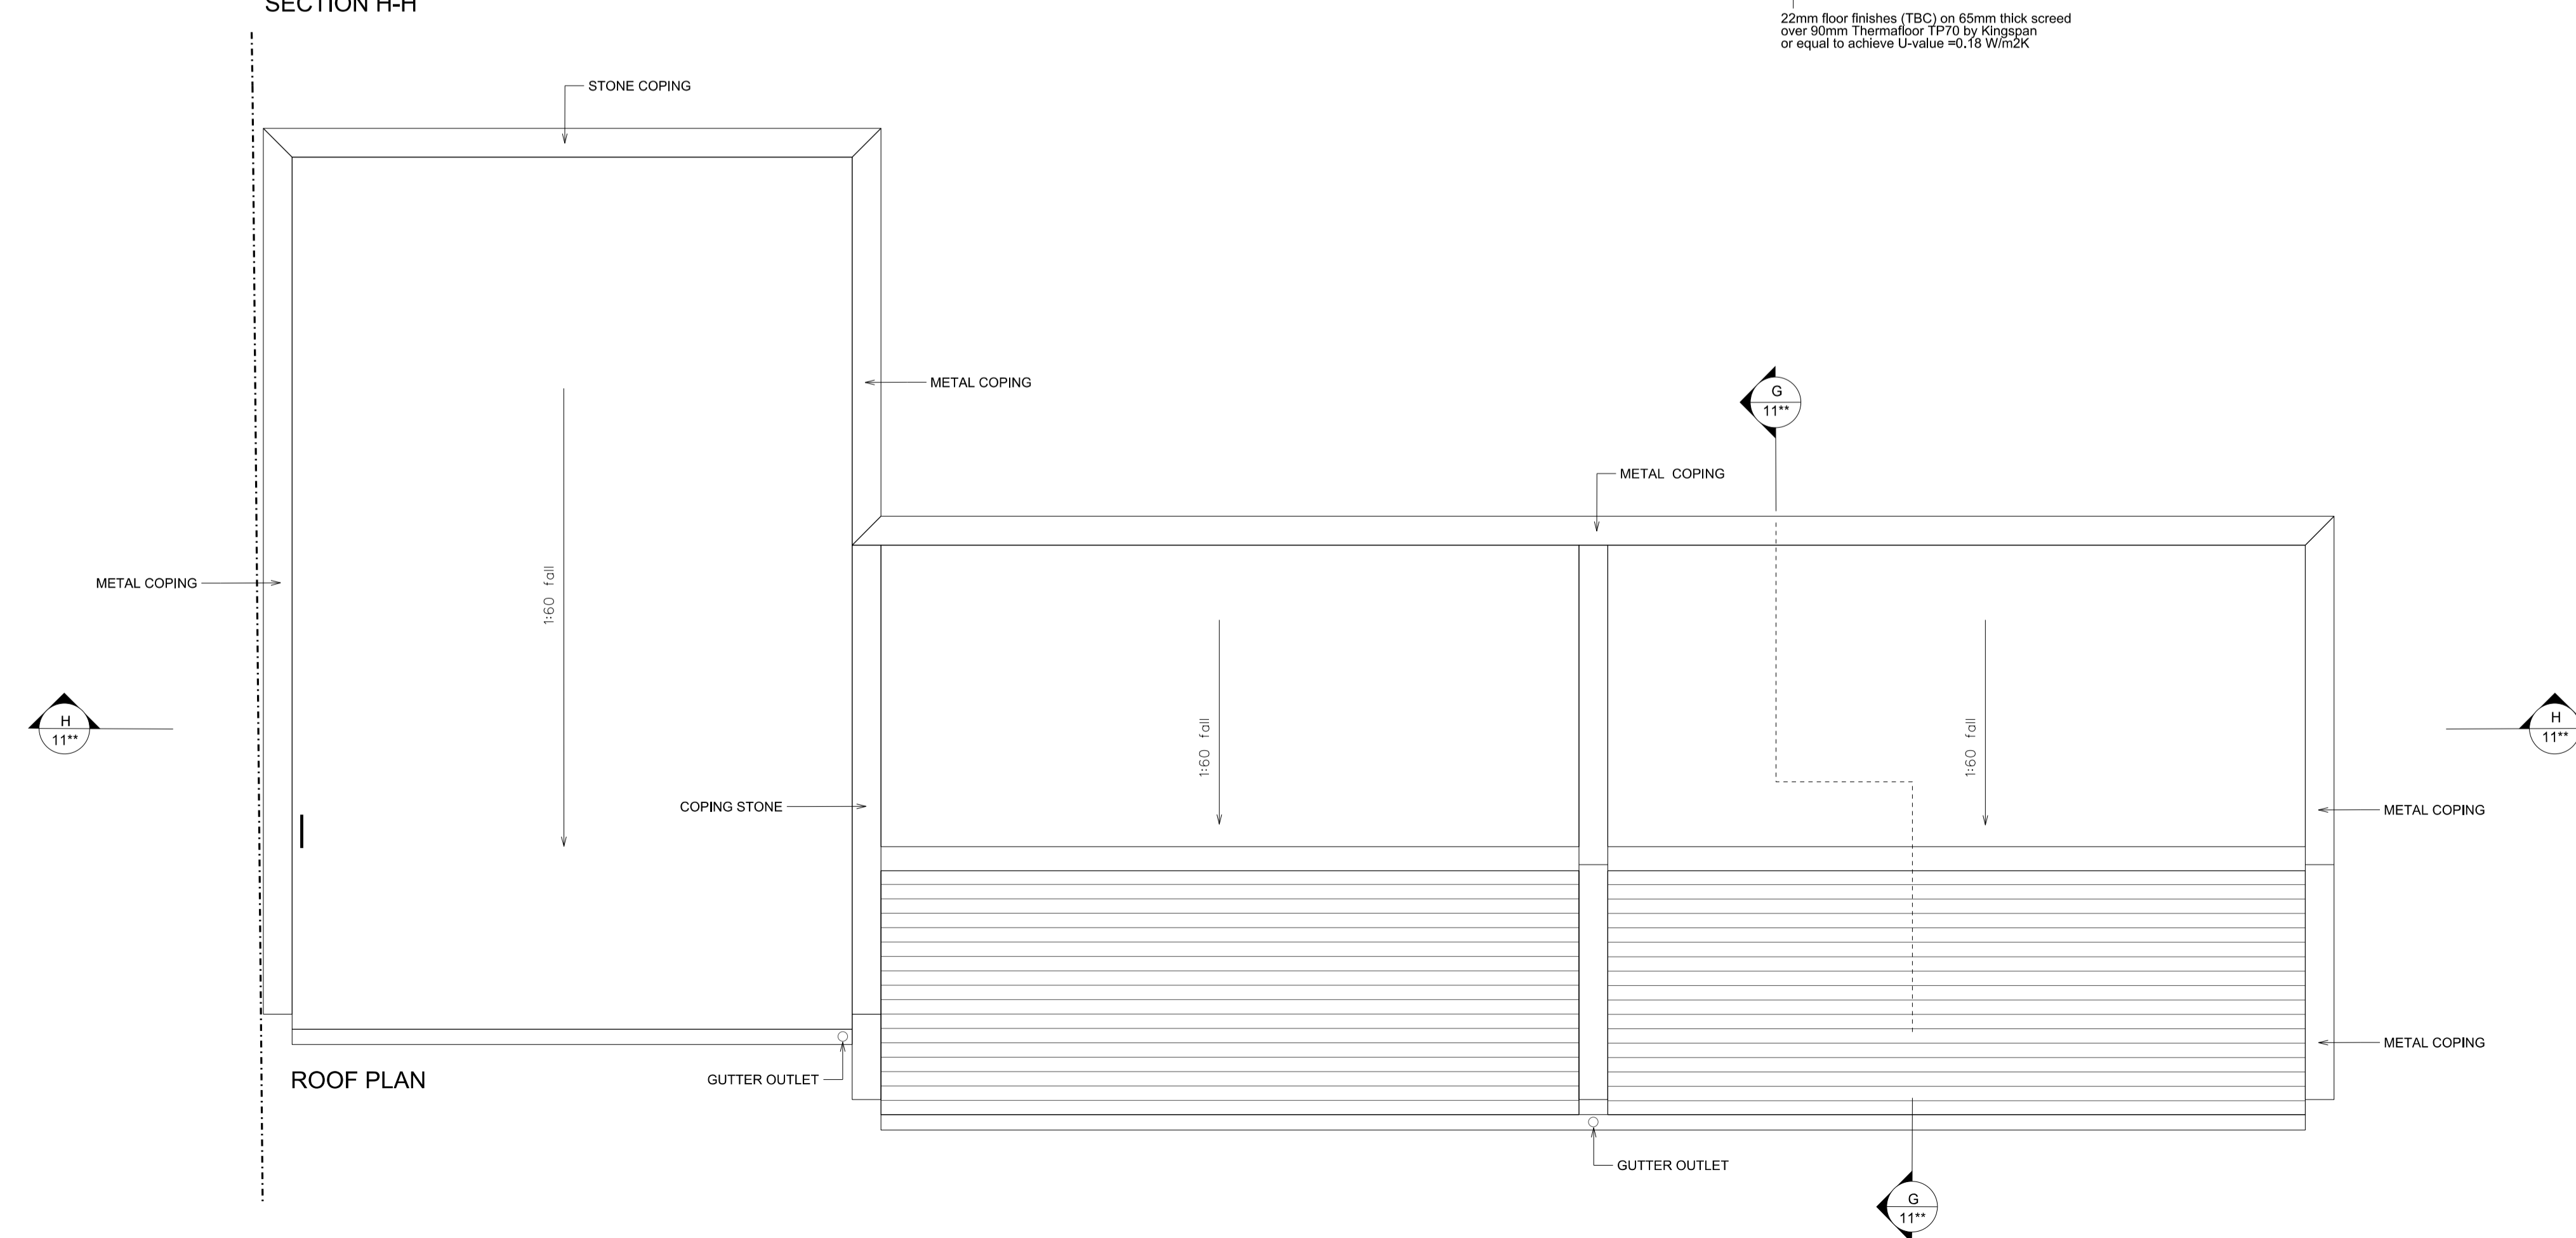 SECTION H-H
22mm floor finishes (TBC) on 65mm thick screed
over 90mm Thermafloor TP70 by Kingspan
or equal to achieve U-value =0.18 W/m2K
STONE COPING
METAL COPING
G
11**
METAL  COPING
METAL COPING
1:60 fall
H
11**
1:60 fall
1:60 fall
H
11**
COPING STONE
METAL COPING
METAL COPING
ROOF PLAN
GUTTER OUTLET
GUTTER OUTLET
G
11**